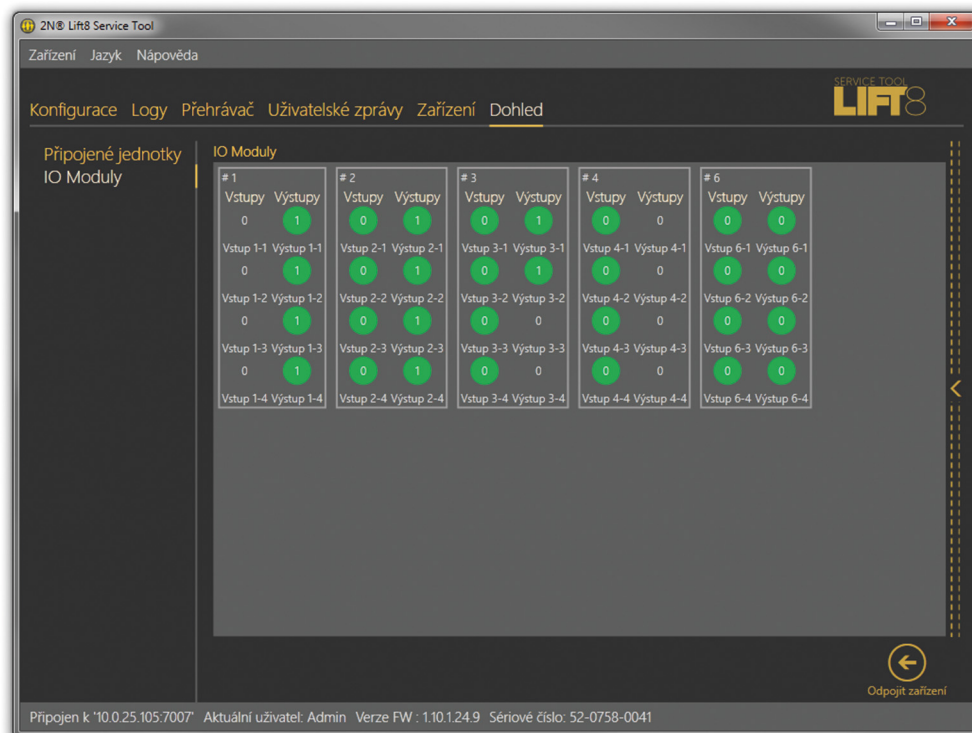 2N® Lift8 Service Tool
Zařízení Jazyk Nápověda
SERVICE TOOL
LIFT8
Konfigurace Logy Přehrávač Uživatelské zprávy Zařízení Dohled
Připojené jednotky
IO Moduly
IO Moduly
# 1 # 2 # 3 # 4 # 6
Vstupy Výstupy Vstupy Výstupy Vstupy Výstupy Vstupy Výstupy Vstupy Výstupy
0 1 0 1 0 1 0 0 0 0
Vstup 1-1 Výstup 1-1 Vstup 2-1 Výstup 2-1 Vstup 3-1 Výstup 3-1 Vstup 4-1 Výstup 4-1 Vstup 6-1 Výstup 6-1
0 1 0 1 0 1 0 0 0 0
Vstup 1-2 Výstup 1-2 Vstup 2-2 Výstup 2-2 Vstup 3-2 Výstup 3-2 Vstup 4-2 Výstup 4-2 Vstup 6-2 Výstup 6-2
0 1 0 1 0 0 0 0 0 0
Vstup 1-3 Výstup 1-3 Vstup 2-3 Výstup 2-3 Vstup 3-3 Výstup 3-3 Vstup 4-3 Výstup 4-3 Vstup 6-3 Výstup 6-3
0 1 0 1 0 0 0 0 0 0
Vstup 1-4 Výstup 1-4 Vstup 2-4 Výstup 2-4 Vstup 3-4 Výstup 3-4 Vstup 4-4 Výstup 4-4 Vstup 6-4 Výstup 6-4
Odpojit zařízení
Připojen k '10.0.25.105:7007' Aktuální uživatel: Admin Verze FW : 1.10.1.24.9 Sériové číslo: 52-0758-0041